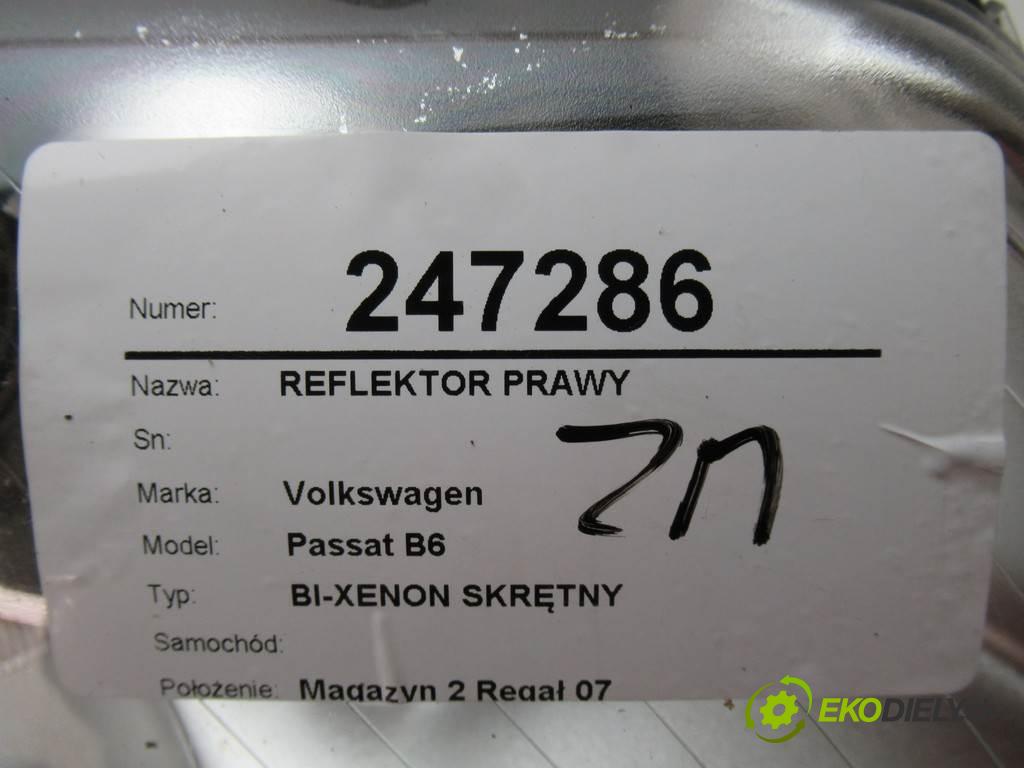 Numer: 247286
Nazwa: REFLEKTOR PRAWY
Sn:
Marka: Volkswagen
Model: Passat B6
Typ: BI-XENON SKRĘTNY
Samochód:
Położenie: Magazyn 2 Regał 07
EKODIELY